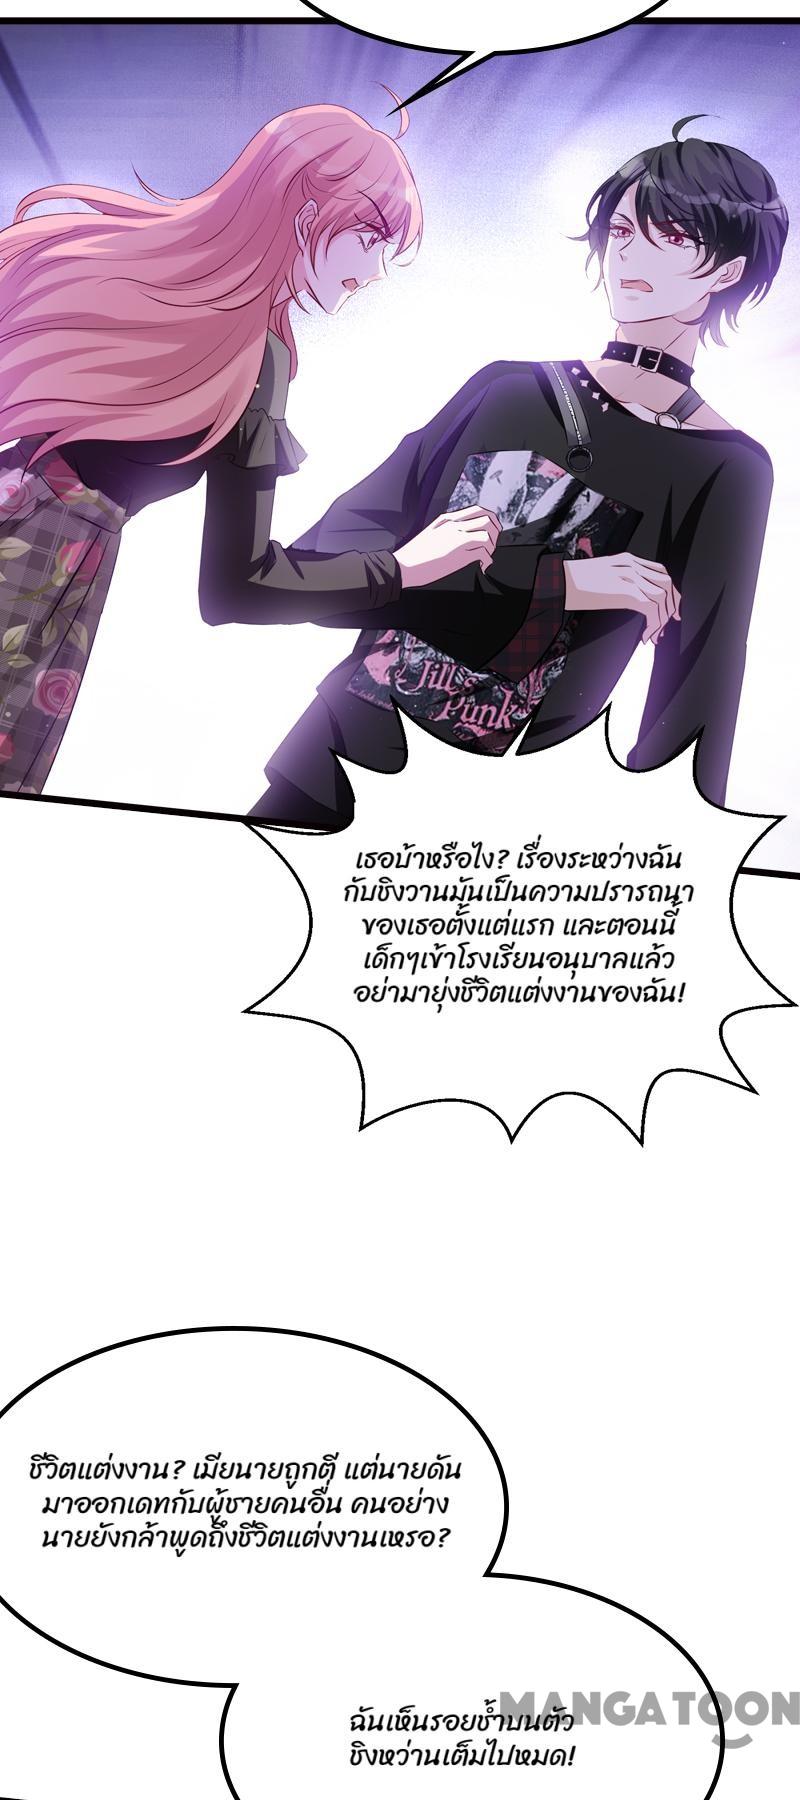 Jill's
Punk
เธอบ้าหรือไง? เรื่องระหว่างฉัน
กับชิงวานมันเป็นความปรารถนา
ของเธอตั้งแต่แรก และตอนนี้
เด็กๆเข้าโรงเรียนอนุบาลแล้ว
อย่ามายุ่งชีวิตแต่งงานของฉัน!
ชีวิตแต่งงาน? เมียนายถูกตี แต่นายดัน
มาออกเดทกับผู้ชายคนอื่น คนอย่าง
นายยังกล้าพูดถึงชีวิตแต่งงานเหรอ?
ฉันเห็นรอยช้ำบนตัว
ชิงหว่านเต็มไปหมด!
MANGATOON